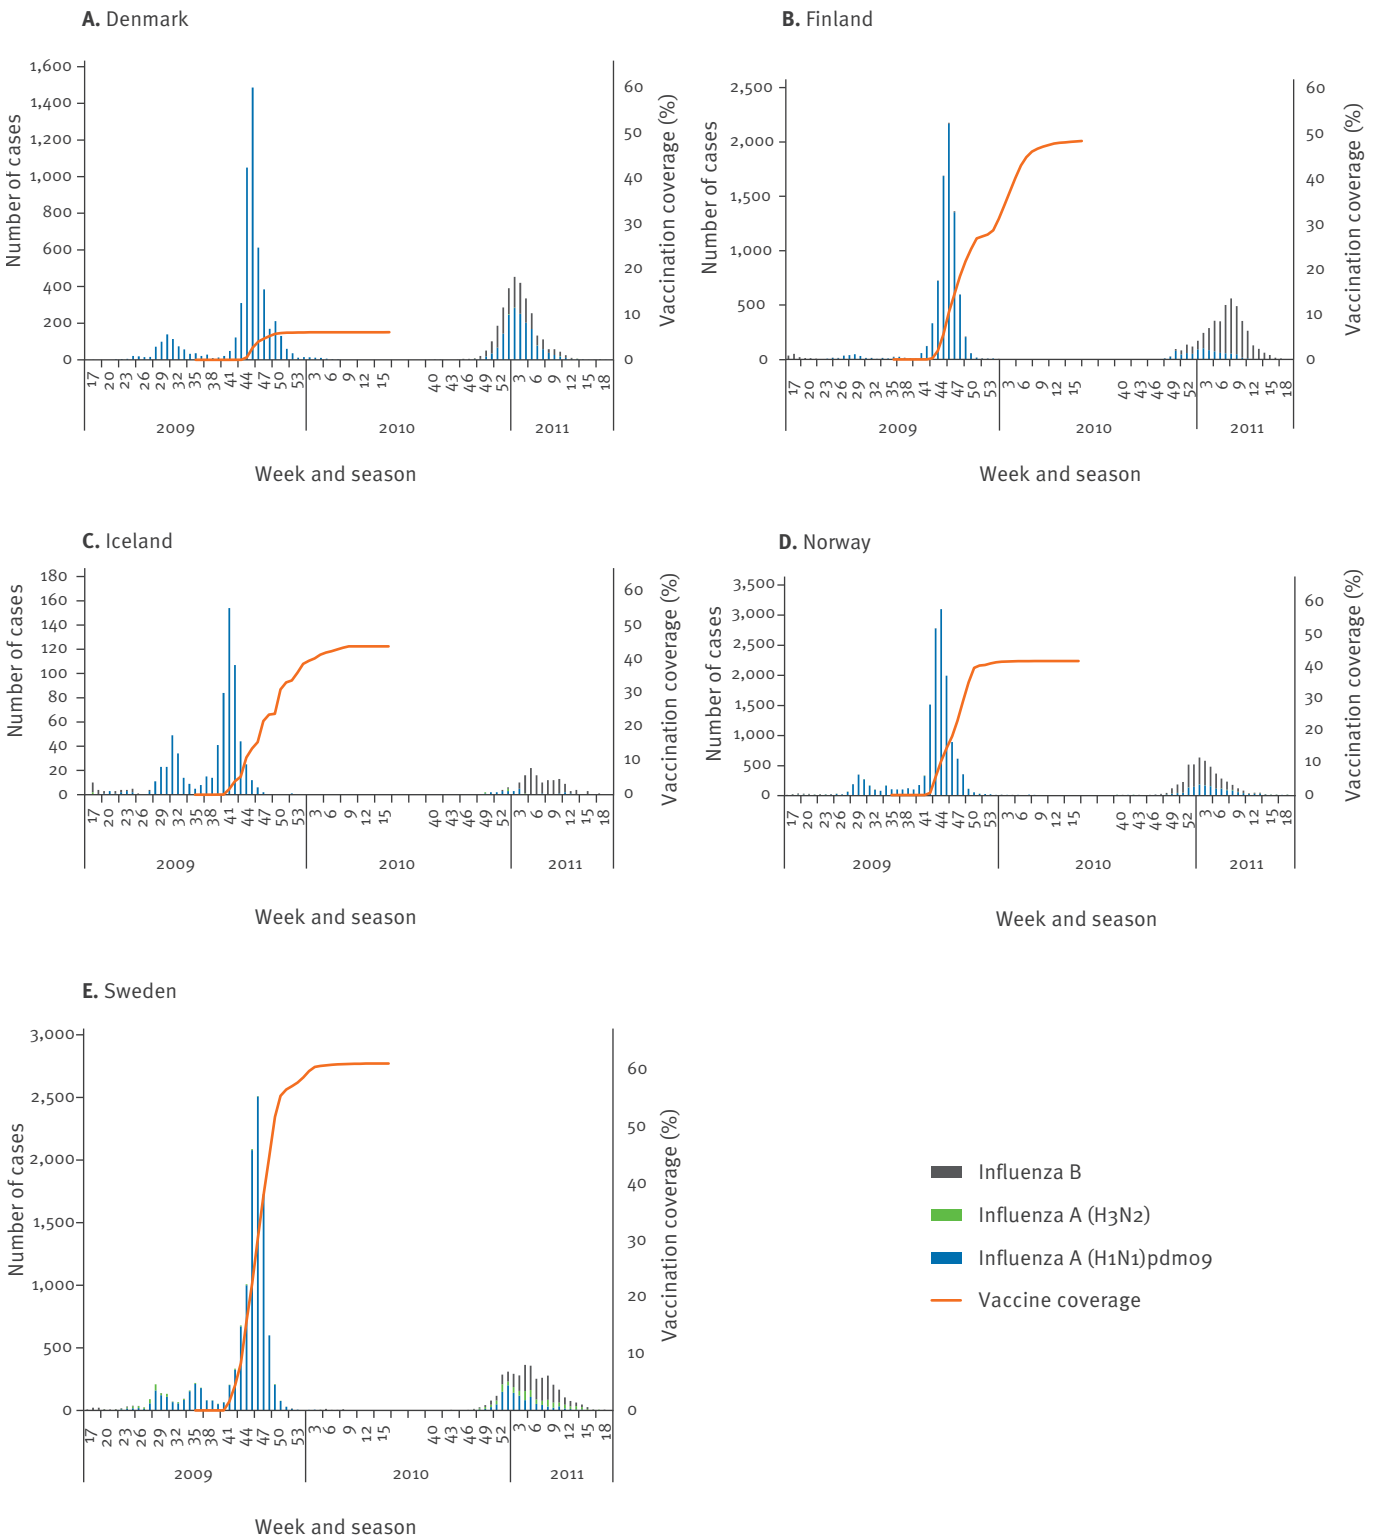 A. Denmark
Number of cases
1,600
1,400
1,200
1,000
800
600
400
200
0
Vaccination coverage (%)
60
50
40
30
20
10
0
17 20 23 26 29 32 35 38 41 44 47 50 53 3 6 9 12 15 40 43 46 49 52 3 6 9 12 15 18
2009 2010 2011
Week and season
B. Finland
Number of cases
2,500
2,000
1,500
1,000
500
0
Vaccination coverage (%)
60
50
40
30
20
10
0
17 20 23 26 29 32 35 38 41 44 47 50 53 3 6 9 12 15 40 43 46 49 52 3 6 9 12 15 18
2009 2010 2011
Week and season
C. Iceland
Number of cases
180
160
140
120
100
80
60
40
20
0
Vaccination coverage (%)
60
50
40
30
20
10
0
17 20 23 26 29 32 35 38 41 44 47 50 53 3 6 9 12 15 40 43 46 49 52 3 6 9 12 15 18
2009 2010 2011
Week and season
D. Norway
Number of cases
3,500
3,000
2,500
2,000
1,500
1,000
500
0
Vaccination coverage (%)
60
50
40
30
20
10
0
17 20 23 26 29 32 35 38 41 44 47 50 53 3 6 9 12 15 40 43 46 49 52 3 6 9 12 15 18
2009 2010 2011
Week and season
E. Sweden
Number of cases
3,000
2,500
2,000
1,500
1,000
500
0
Vaccination coverage (%)
60
50
40
30
20
10
0
17 20 23 26 29 32 35 38 41 44 47 50 53 3 6 9 12 15 40 43 46 49 52 3 6 9 12 15 18
2009 2010 2011
Week and season
Influenza B
Influenza A (H3N2)
Influenza A (H1N1)pdm09
Vaccine coverage